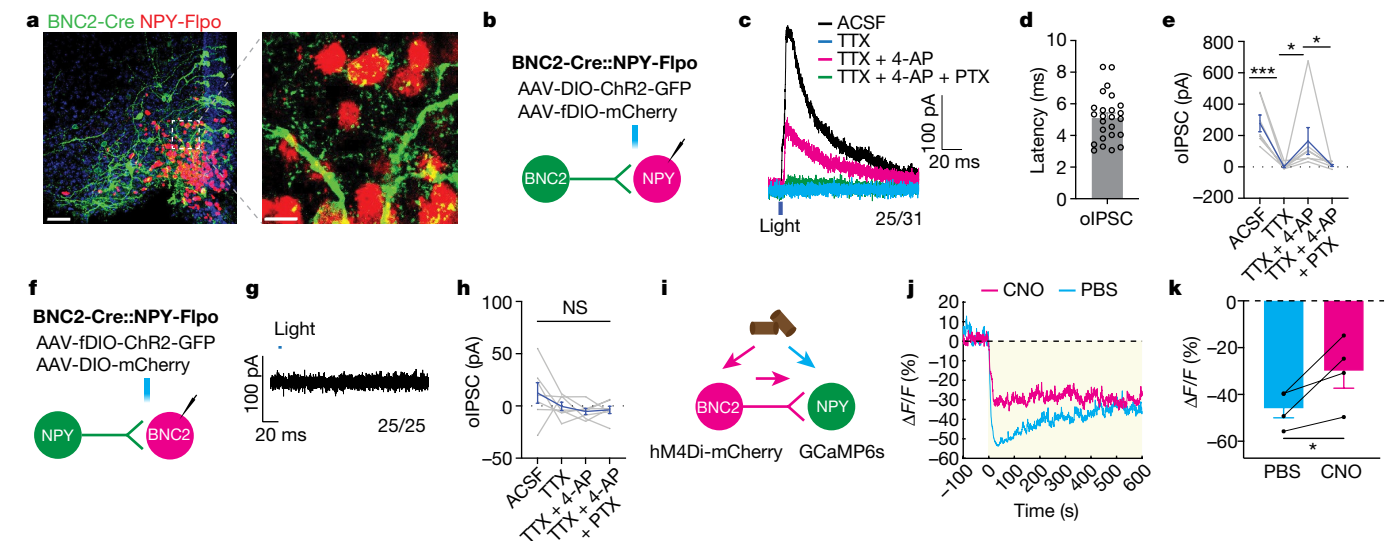 a BNC2-Cre NPY-Flpo
b
BNC2-Cre::NPY-Flpo
AAV-DIO-ChR2-GFP
AAV-fDIO-mCherry
BNC2
NPY
c
ACSF
TTX
TTX + 4-AP
TTX + 4-AP + PTX
100 pA
20 ms
Light
25/31
d
Latency (ms)
10
8
6
4
2
0
oIPSC
e
oIPSC (pA)
800
600
400
200
0
−200
***
*
*
ACSF
TTX
TTX + 4-AP
TTX + 4-AP
+ PTX
f
BNC2-Cre::NPY-Flpo
AAV-fDIO-ChR2-GFP
AAV-DIO-mCherry
NPY
BNC2
g
Light
100 pA
20 ms
25/25
h
oIPSC (pA)
100
50
0
−50
NS
ACSF
TTX
TTX + 4-AP
TTX + 4-AP
+ PTX
i
BNC2
NPY
hM4Di-mCherry GCaMP6s
j
CNO PBS
ΔF/F (%)
20
10
0
−10
−20
−30
−40
−50
−60
−100 0 100 200 300 400 500 600
Time (s)
k
ΔF/F (%)
0
−20
−40
−60
*
PBS CNO